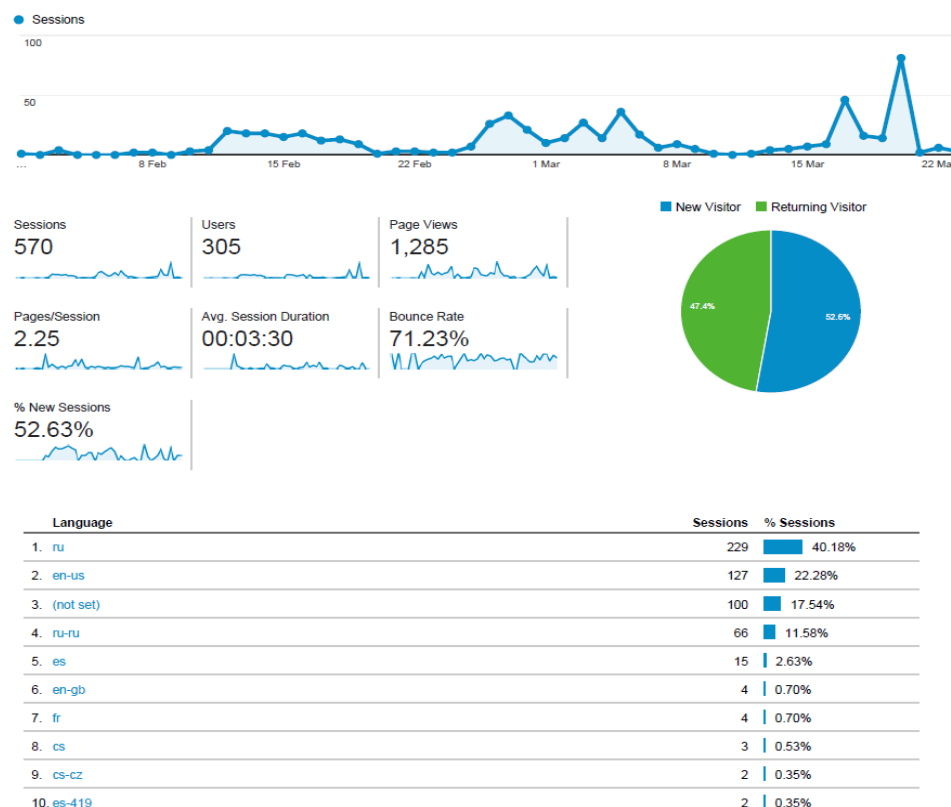 Sessions
100
50
... 8 Feb 15 Feb 22 Feb 1 Mar 8 Mar 15 Mar 22 Ma
New Visitor Returning Visitor
Sessions Users Page Views
570 305 1,285
47.4% 52.6%
Pages/Session Avg. Session Duration Bounce Rate
2.25 00:03:30 71.23%
% New Sessions
52.63%
Language Sessions % Sessions
1. ru 229 40.18%
2. en-us 127 22.28%
3. (not set) 100 17.54%
4. ru-ru 66 11.58%
5. es 15 2.63%
6. en-gb 4 0.70%
7. fr 4 0.70%
8. cs 3 0.53%
9. cs-cz 2 0.35%
10. es-419 2 0.35%